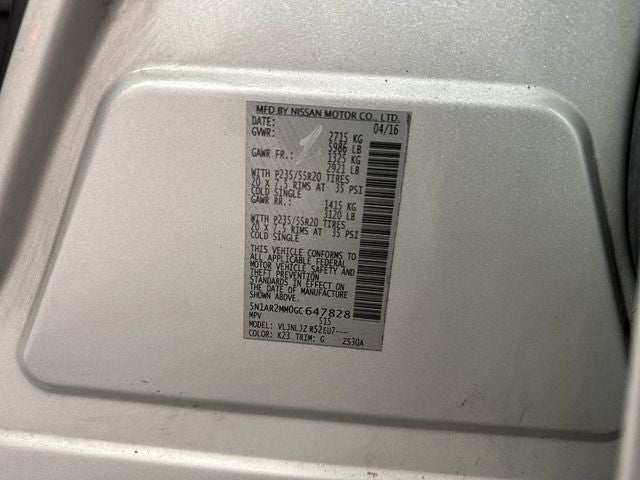 MFD BY NISSAN MOTOR CO., LTD.
DATE: 04/16
GVWR: 2715 KG
5986 LB
GAWR FR.: 1325 KG
2921 LB
WITH P235/55R20 TIRES
20 X 7.5 RIMS AT 35 PSI
COLD SINGLE
GAWR RR.: 1415 KG
3120 LB
WITH P235/55R20 TIRES
20 X 7.5 RIMS AT 35 PSI
COLD SINGLE
THIS VEHICLE CONFORMS TO
ALL APPLICABLE FEDERAL
MOTOR VEHICLE SAFETY AND
THEFT PREVENTION
STANDARDS IN EFFECT ON
THE DATE OF MANUFACTURE
SHOWN ABOVE.
5N1AR2MM0GC647828
MPV 515
MODEL: VLJNLJZ R52EU7---
COLOR: K23 TRIM: G ZS30A